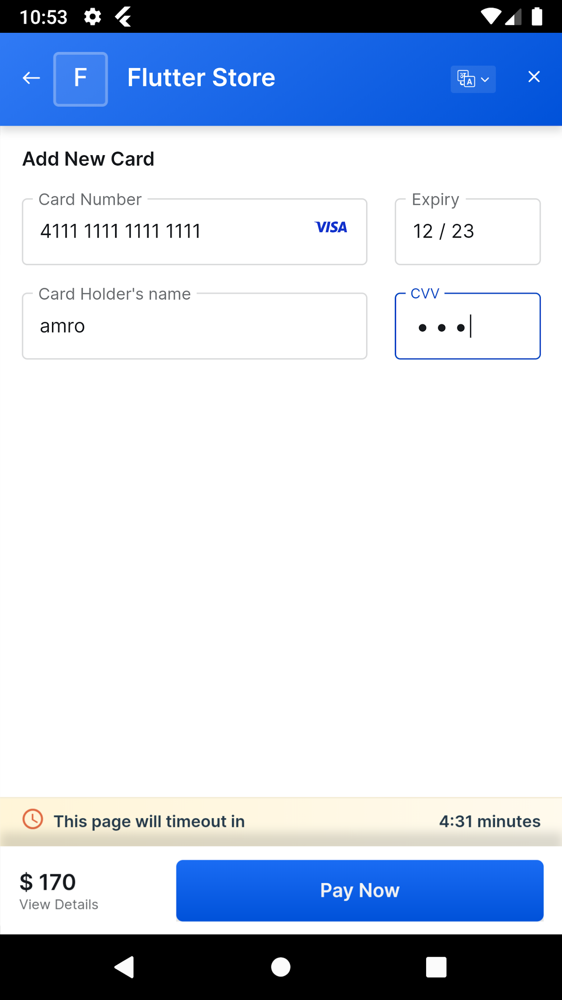 10:53
F Flutter Store
अ A
Add New Card
Card Number Expiry
4111 1111 1111 1111 VISA 12 / 23
Card Holder's name CVV
amro
This page will timeout in 4:31 minutes
$ 170
View Details
Pay Now